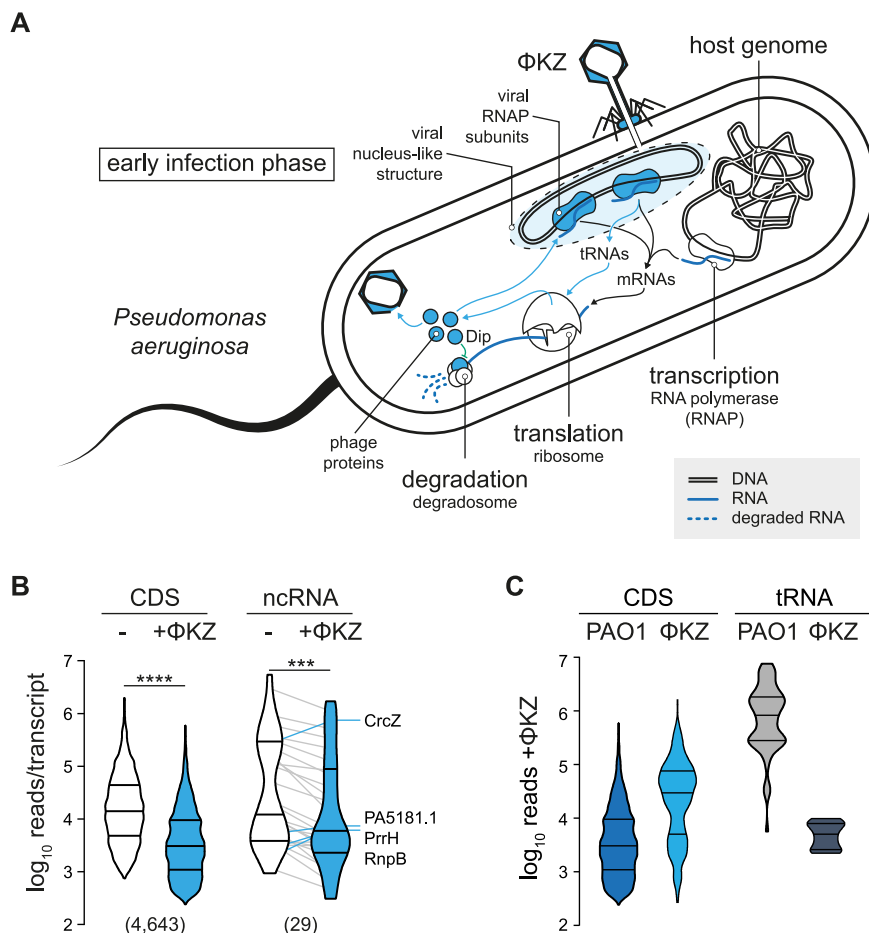 A
ΦKZ
host genome
viral
RNAP
subunits
viral
nucleus-like
structure
early infection phase
tRNAs
mRNAs
Pseudomonas
aeruginosa
Dip
transcription
RNA polymerase
(RNAP)
translation
ribosome
phage
proteins
degradation
degradosome
DNA
RNA
degraded RNA
B
CDS
ncRNA
- +ΦKZ
- +ΦKZ
**** 
***
log10 reads/transcript
7
6
5
4
3
2
CrcZ
PA5181.1
PrrH
RnpB
(4,643)
(29)
C
CDS
tRNA
PAO1 ΦKZ
PAO1 ΦKZ
log10 reads +ΦKZ
7
6
5
4
3
2